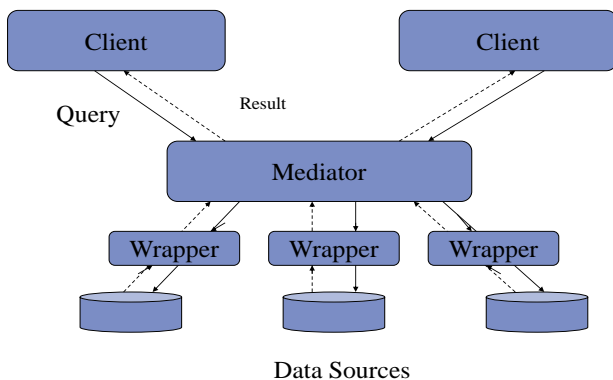 Client
Client
Result
Query
Mediator
Wrapper
Wrapper
Wrapper
Data Sources